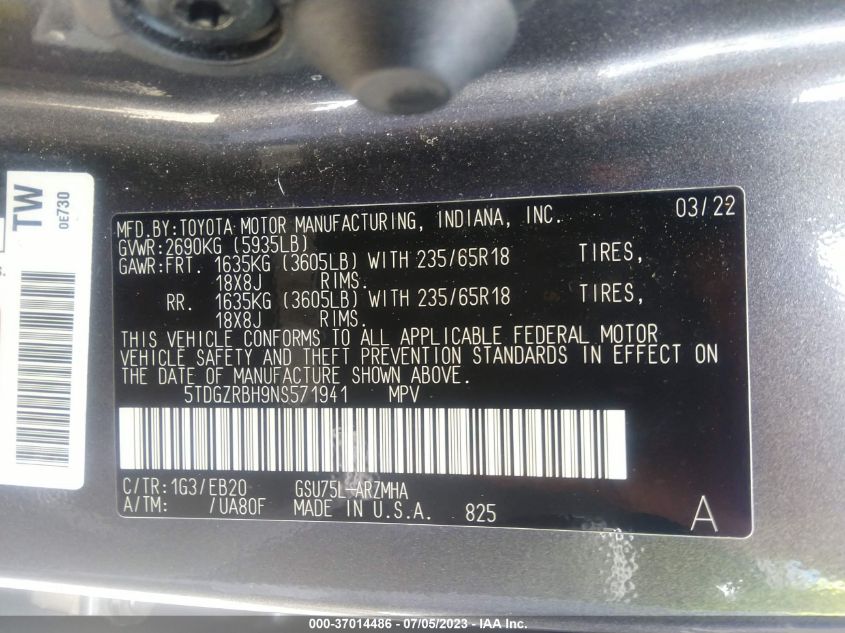 TW
0E730
MFD.BY:TOYOTA MOTOR MANUFACTURING, INDIANA, INC. 03/22
GVWR:2690KG (5935LB)
GAWR:FRT. 1635KG (3605LB) WITH 235/65R18 TIRES,
18X8J RIMS.
RR. 1635KG (3605LB) WITH 235/65R18 TIRES,
18X8J RIMS.
THIS VEHICLE CONFORMS TO ALL APPLICABLE FEDERAL MOTOR
VEHICLE SAFETY AND THEFT PREVENTION STANDARDS IN EFFECT ON
THE DATE OF MANUFACTURE SHOWN ABOVE.
5TDGZRBH9NS571941 MPV
C/TR:1G3/EB20 GSU75L-ARZMHA
A/TM: /UA80F MADE IN U.S.A. 825 A
000-37014486 - 07/05/2023 - © IAA Inc.